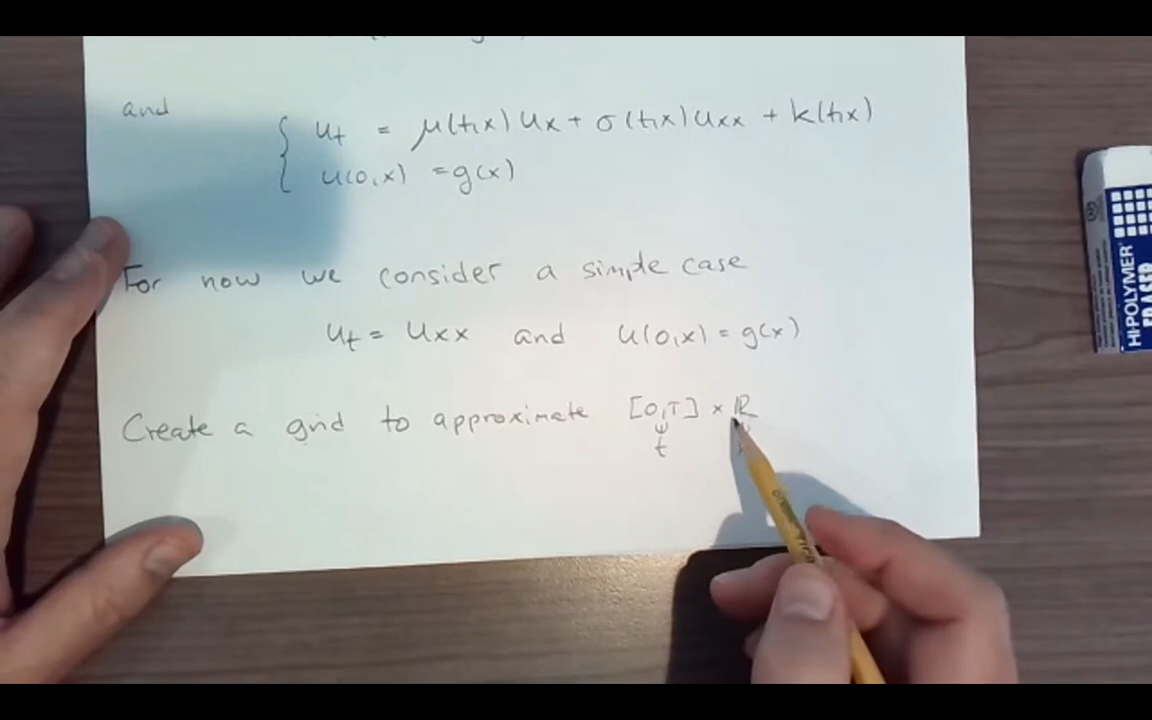 and
{ u_t = μ(t,x) u_x + σ(t,x) u_xx + k(t,x)
u(0,x) = g(x)
For now we consider a simple case
u_t = u_xx and u(0,x) = g(x)
Create a grid to approximate [0,T] × ℝ
t
HI-POLYMER
ERASER